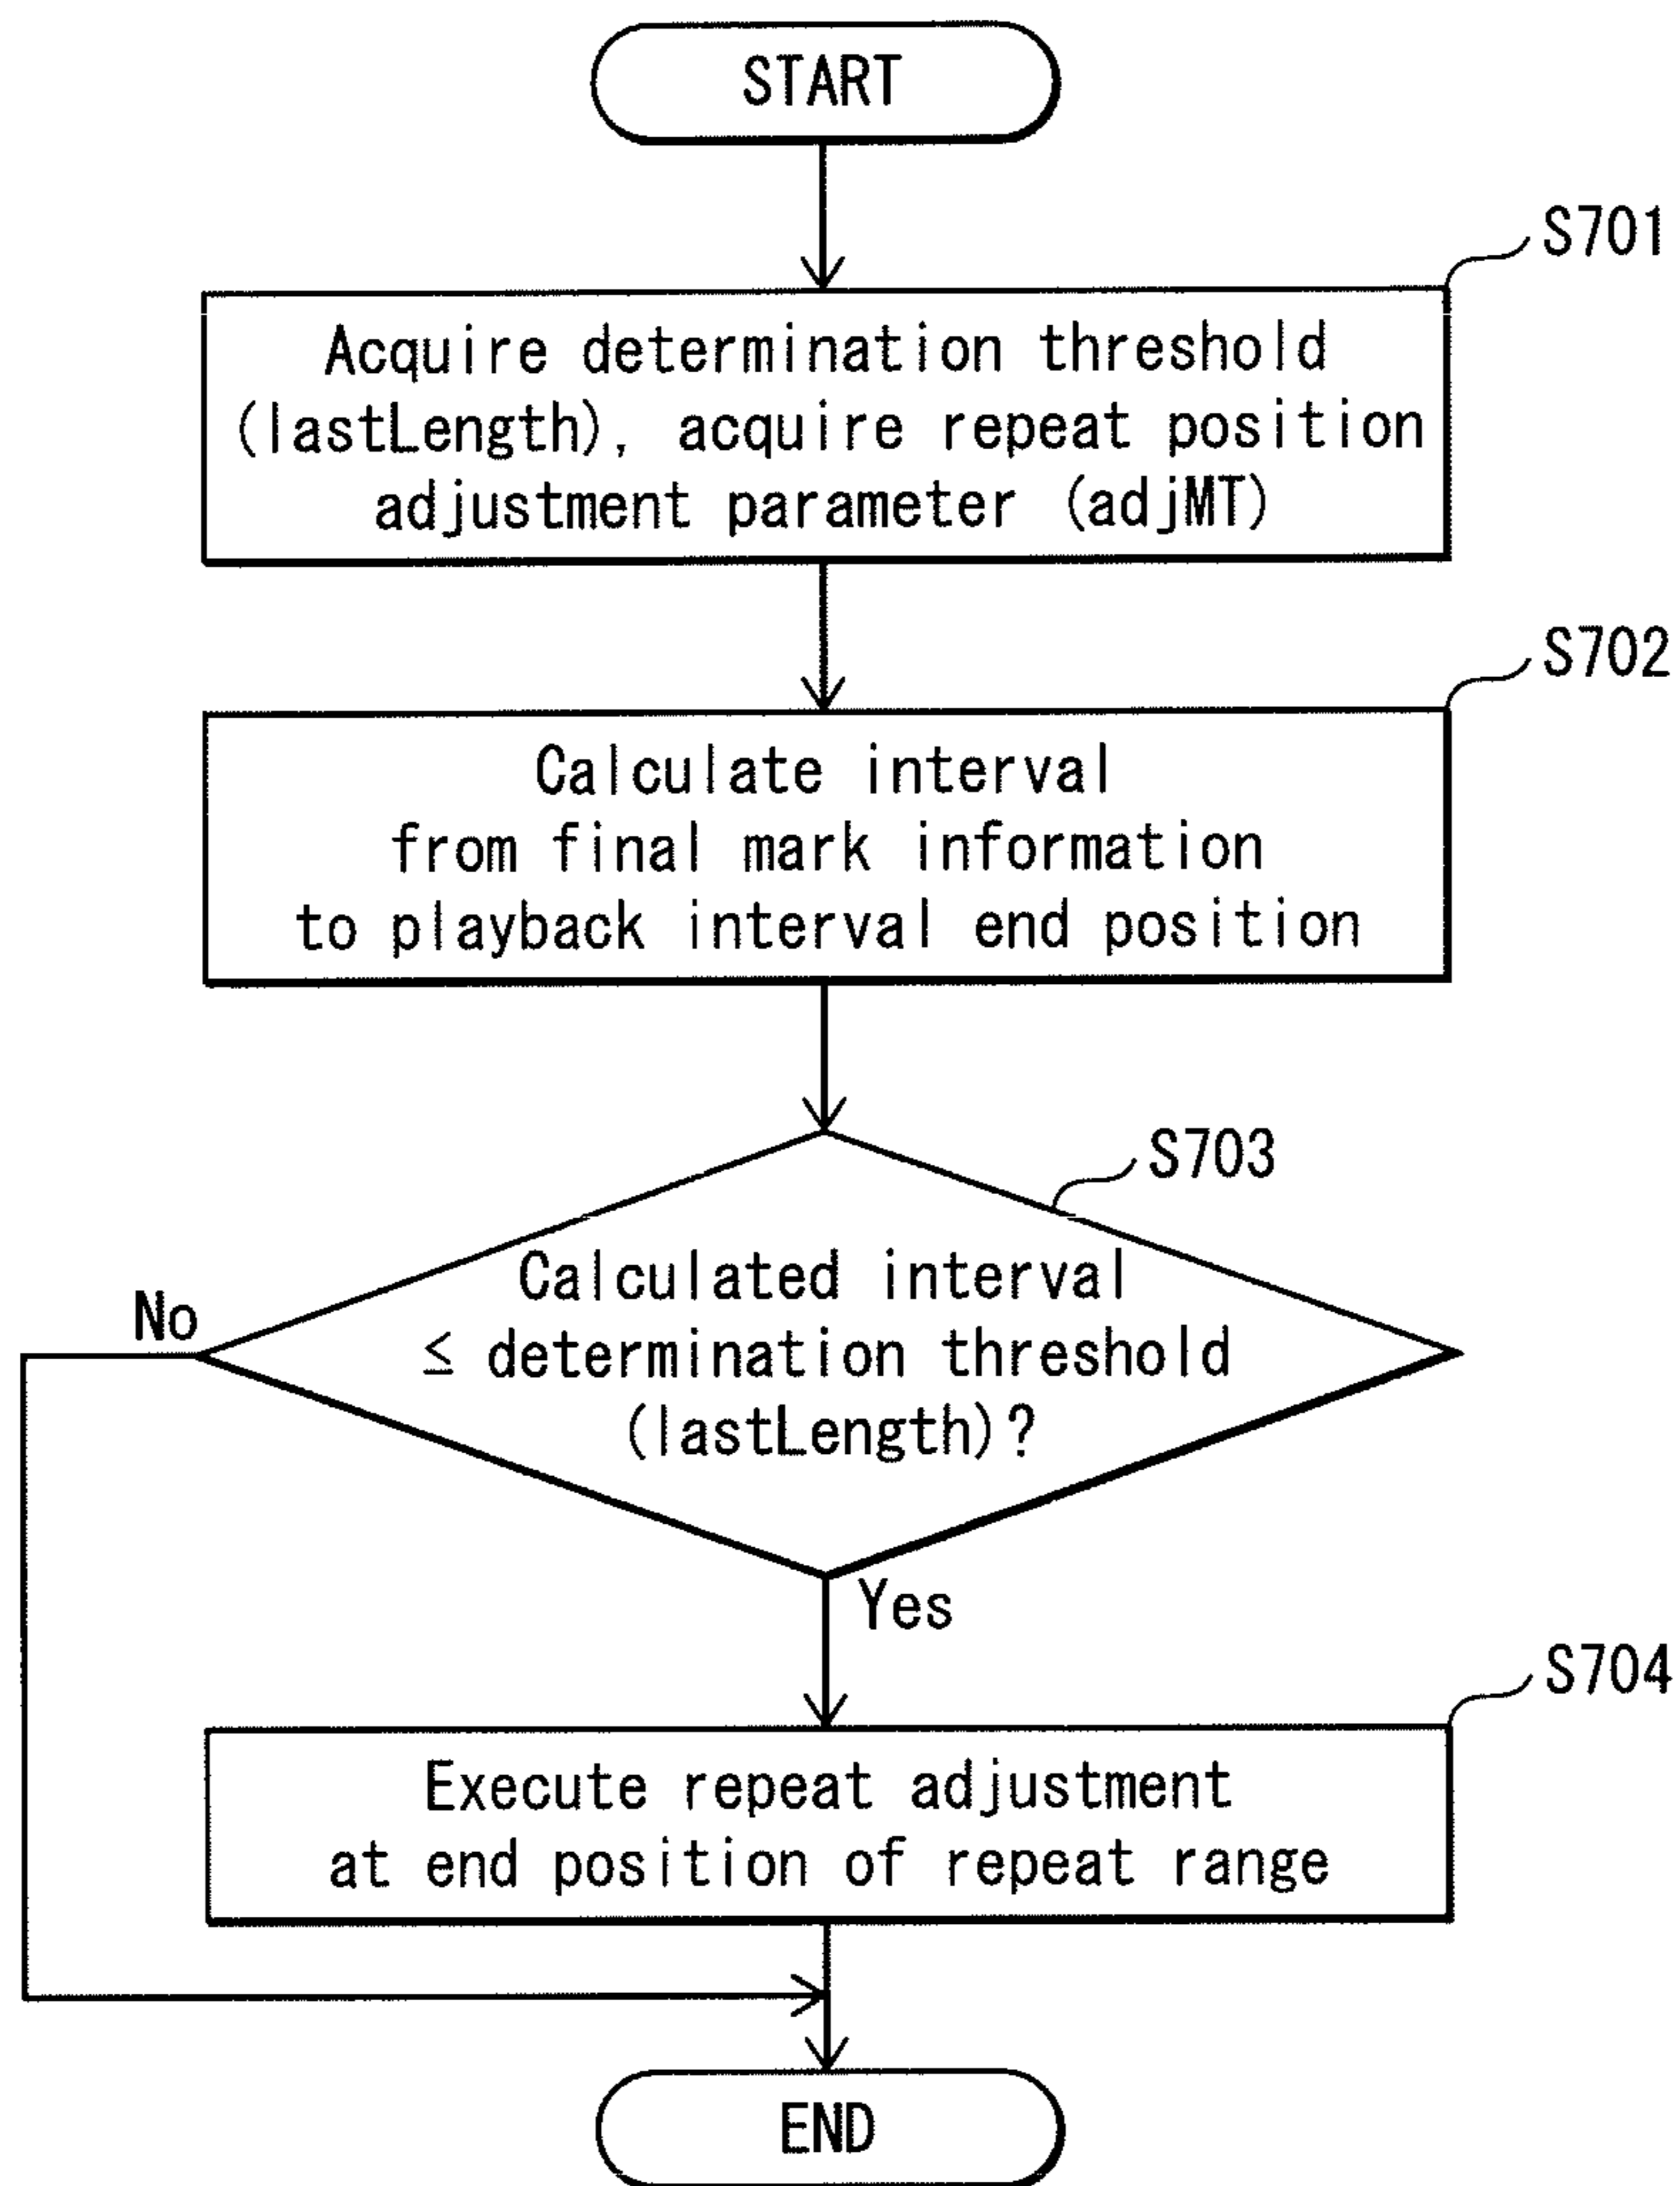 START
S701
Acquire determination threshold
(lastLength), acquire repeat position
adjustment parameter (adjMT)
S702
Calculate interval
from final mark information
to playback interval end position
S703
Calculated interval
≤ determination threshold
(lastLength)?
No
Yes
S704
Execute repeat adjustment
at end position of repeat range
END